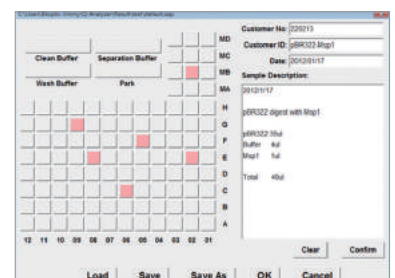 Customer No: 220213
MD
Customer ID: pBR322-Msp1
MC
Date: 2012/01/17
Clean Buffer Separation Buffer
MB
Sample Description:
Wash Buffer Park
MA
2012/1/17
H
pBR322 digest with Msp1
G
pBR322 35ul
F
Buffer 4ul
E
Msp1 1ul
D
Total 40ul
C
B
A
12 11 10 09 08 07 06 05 04 03 02 01
Clear Confirm
Load Save Save As OK Cancel